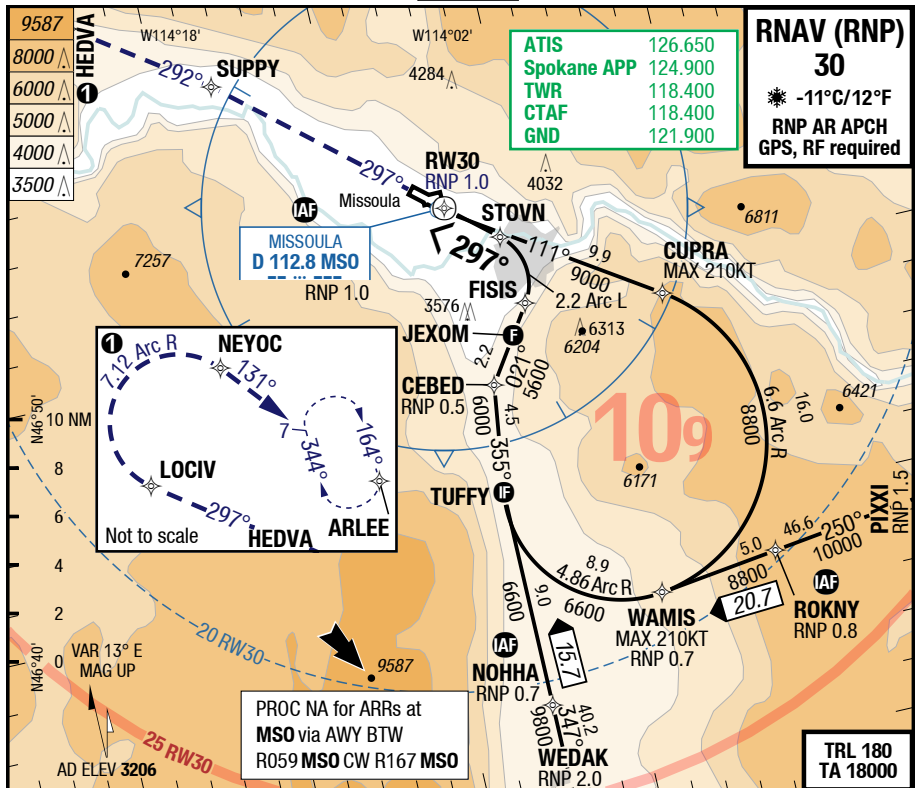 9587
8000
6000
5000
4000
3500
HEDVA
1
W114°18'
W114°02'
292°
SUPPY
4284
ATIS 126.650
Spokane APP 124.900
TWR 118.400
CTAF 118.400
GND 121.900
RNAV (RNP)
30
-11°C/12°F
RNP AR APCH
GPS, RF required
297°
RW30
RNP 1.0
4032
IAF
Missoula
STOVN
6811
MISSOULA
D 112.8 MSO
RNP 1.0
297°
111°
9.9
9000
CUPRA
MAX 210KT
7257
FISIS
2.2 Arc L
3576
JEXOM
F
6313
6204
1
NEYOC
7.12 Arc R
131°
2.2
021°
5600
CEBED
RNP 0.5
6000
4.5
355°
109
6.6 Arc R
8800
16.0
6421
N46°50'
10 NM
8
6
4
2
0
N46°40'
7
344°
164°
LOCIV
297°
HEDVA
ARLEE
Not to scale
TUFFY
IF
6171
PIXXI
RNP 1.5
46.6
250°
10000
5.0
8800
IAF
ROKNY
RNP 0.8
20.7
8.9
4.86 Arc R
6600
WAMIS
MAX 210KT
RNP 0.7
9.0
6600
15.7
IAF
NOHHA
RNP 0.7
20 RW30
9587
VAR 13° E
MAG UP
PROC NA for ARRs at
MSO via AWY BTW
R059 MSO CW R167 MSO
40.2
347°
9800
WEDAK
RNP 2.0
25 RW30
AD ELEV 3206
TRL 180
TA 18000